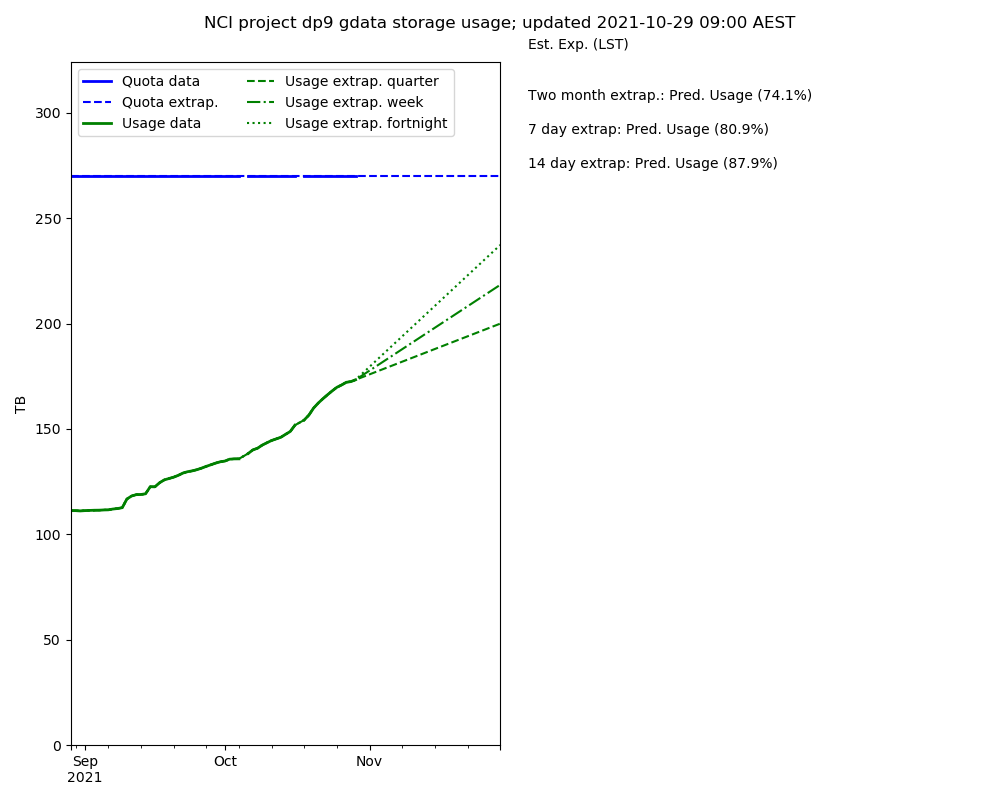 NCI project dp9 gdata storage usage; updated 2021-10-29 09:00 AEST
Est. Exp. (LST)
Two month extrap.: Pred. Usage (74.1%)
7 day extrap: Pred. Usage (80.9%)
14 day extrap: Pred. Usage (87.9%)
Quota data
Quota extrap.
Usage data
Usage extrap. quarter
Usage extrap. week
Usage extrap. fortnight
TB
300
250
200
150
100
50
0
Sep
2021
Oct
Nov